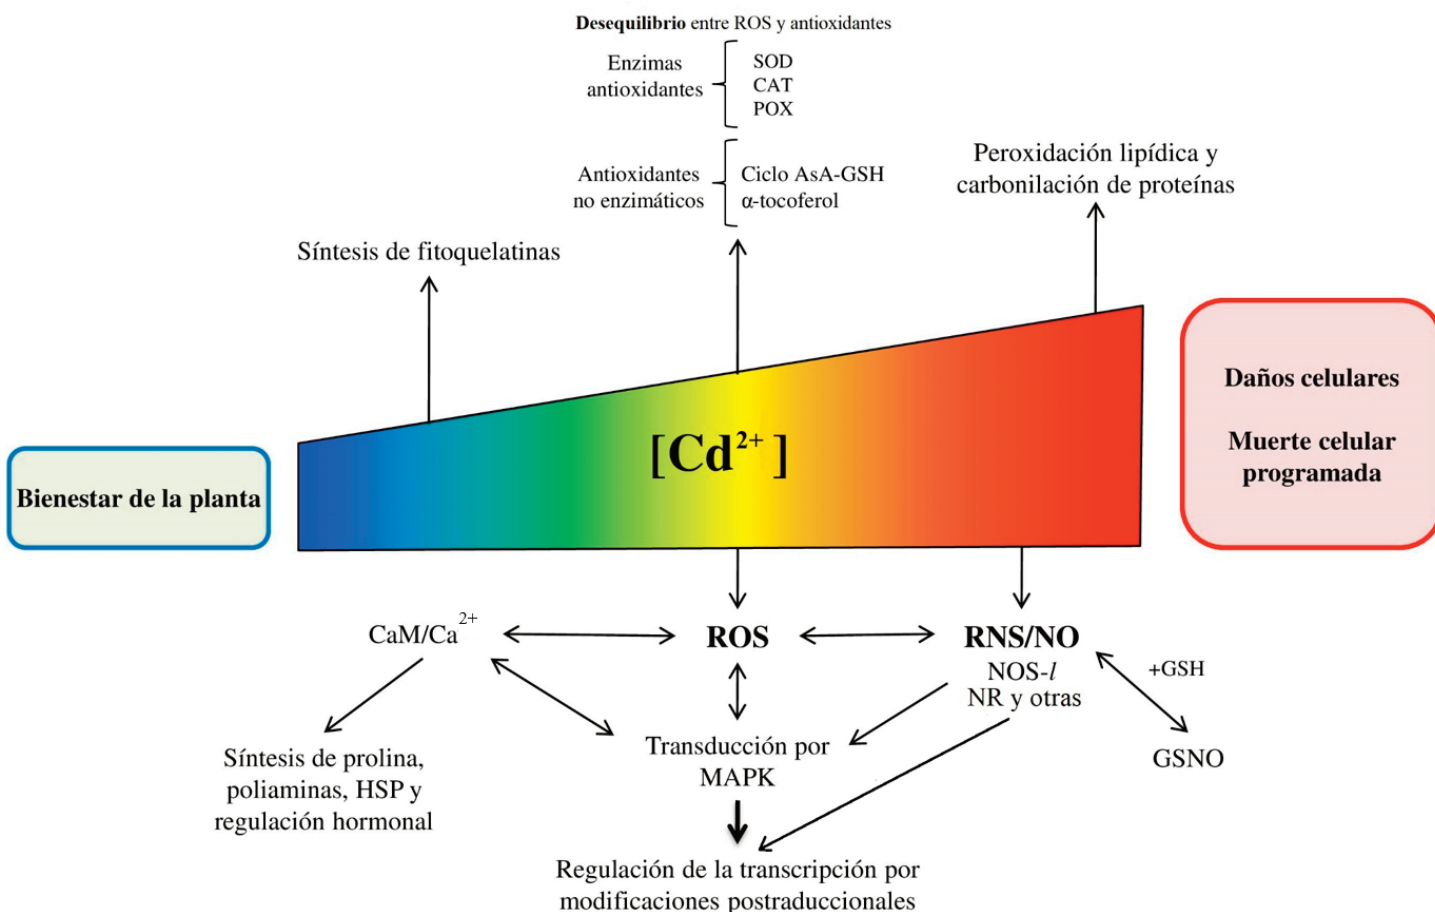 Desequilibrio entre ROS y antioxidantes
Enzimas
antioxidantes
SOD
CAT
POX
Antioxidantes
no enzimáticos
Ciclo AsA-GSH
α-tocoferol
Peroxidación lipídica y
carbonilación de proteínas
Síntesis de fitoquelatinas
Bienestar de la planta
[Cd²⁺]
Daños celulares
Muerte celular
programada
CaM/Ca²⁺
ROS
RNS/NO
NOS-l
NR y otras
+GSH
GSNO
Síntesis de prolina,
poliaminas, HSP y
regulación hormonal
Transducción por
MAPK
Regulación de la transcripción por
modificaciones postraduccionales